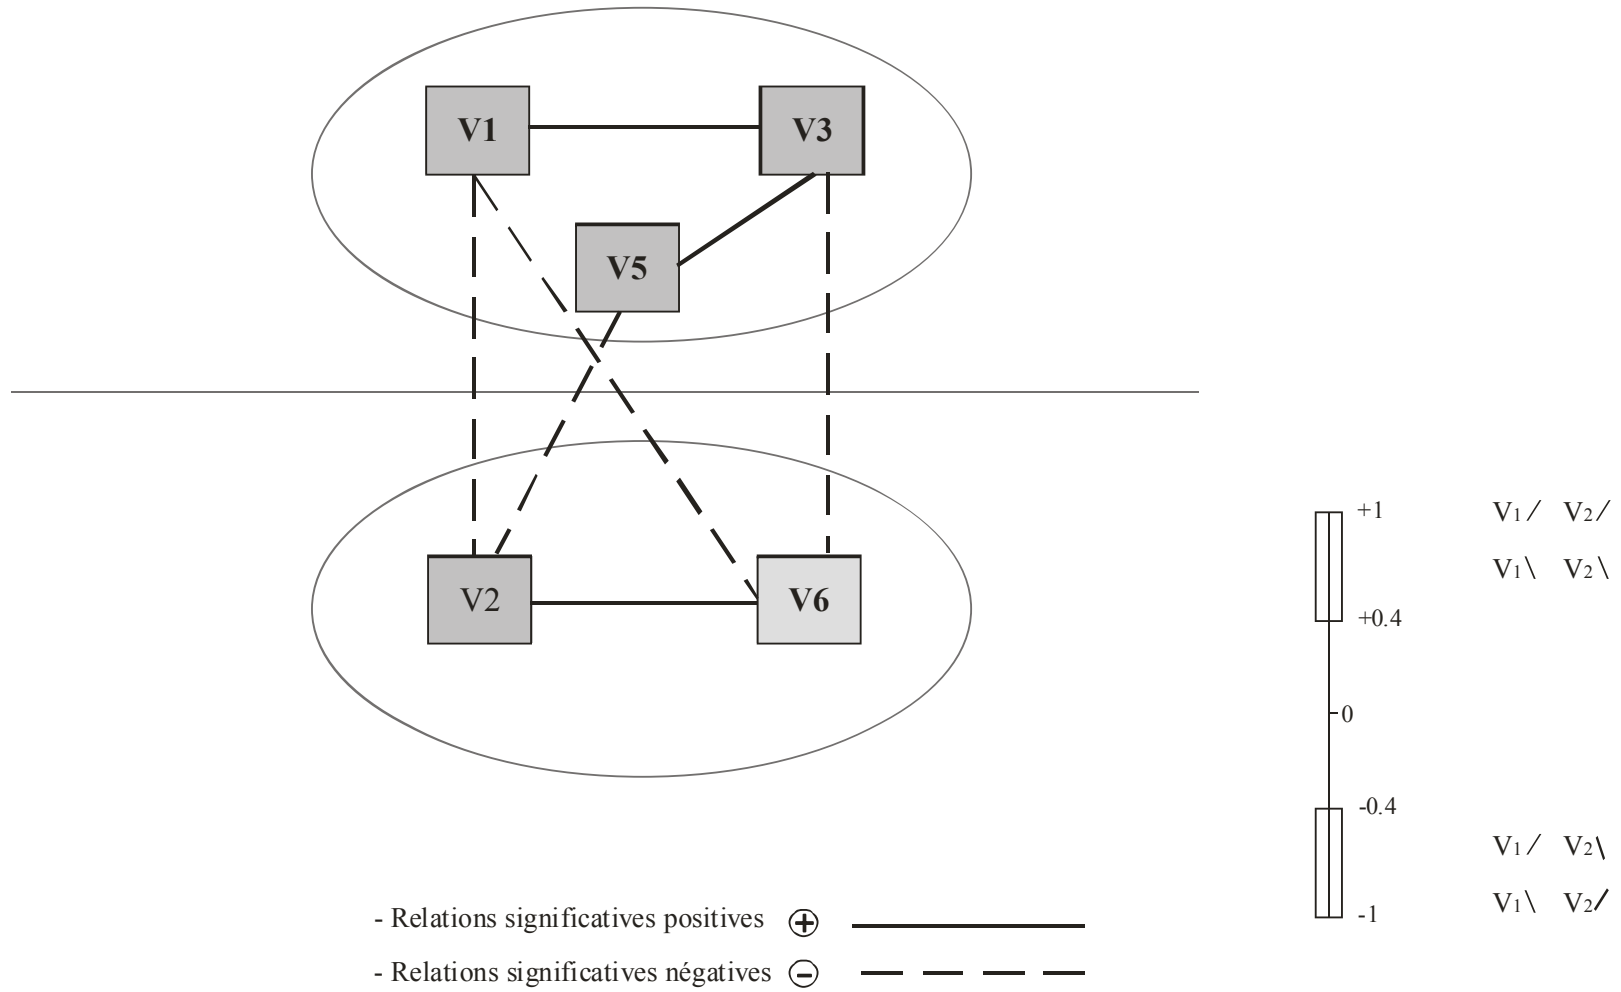 V1 V3
V5
V2 V6
+1 V1/ V2/
V1\ V2\
+0.4
0
-0.4
V1/ V2\
V1\ V2/
-1
- Relations significatives positives +
- Relations significatives négatives −